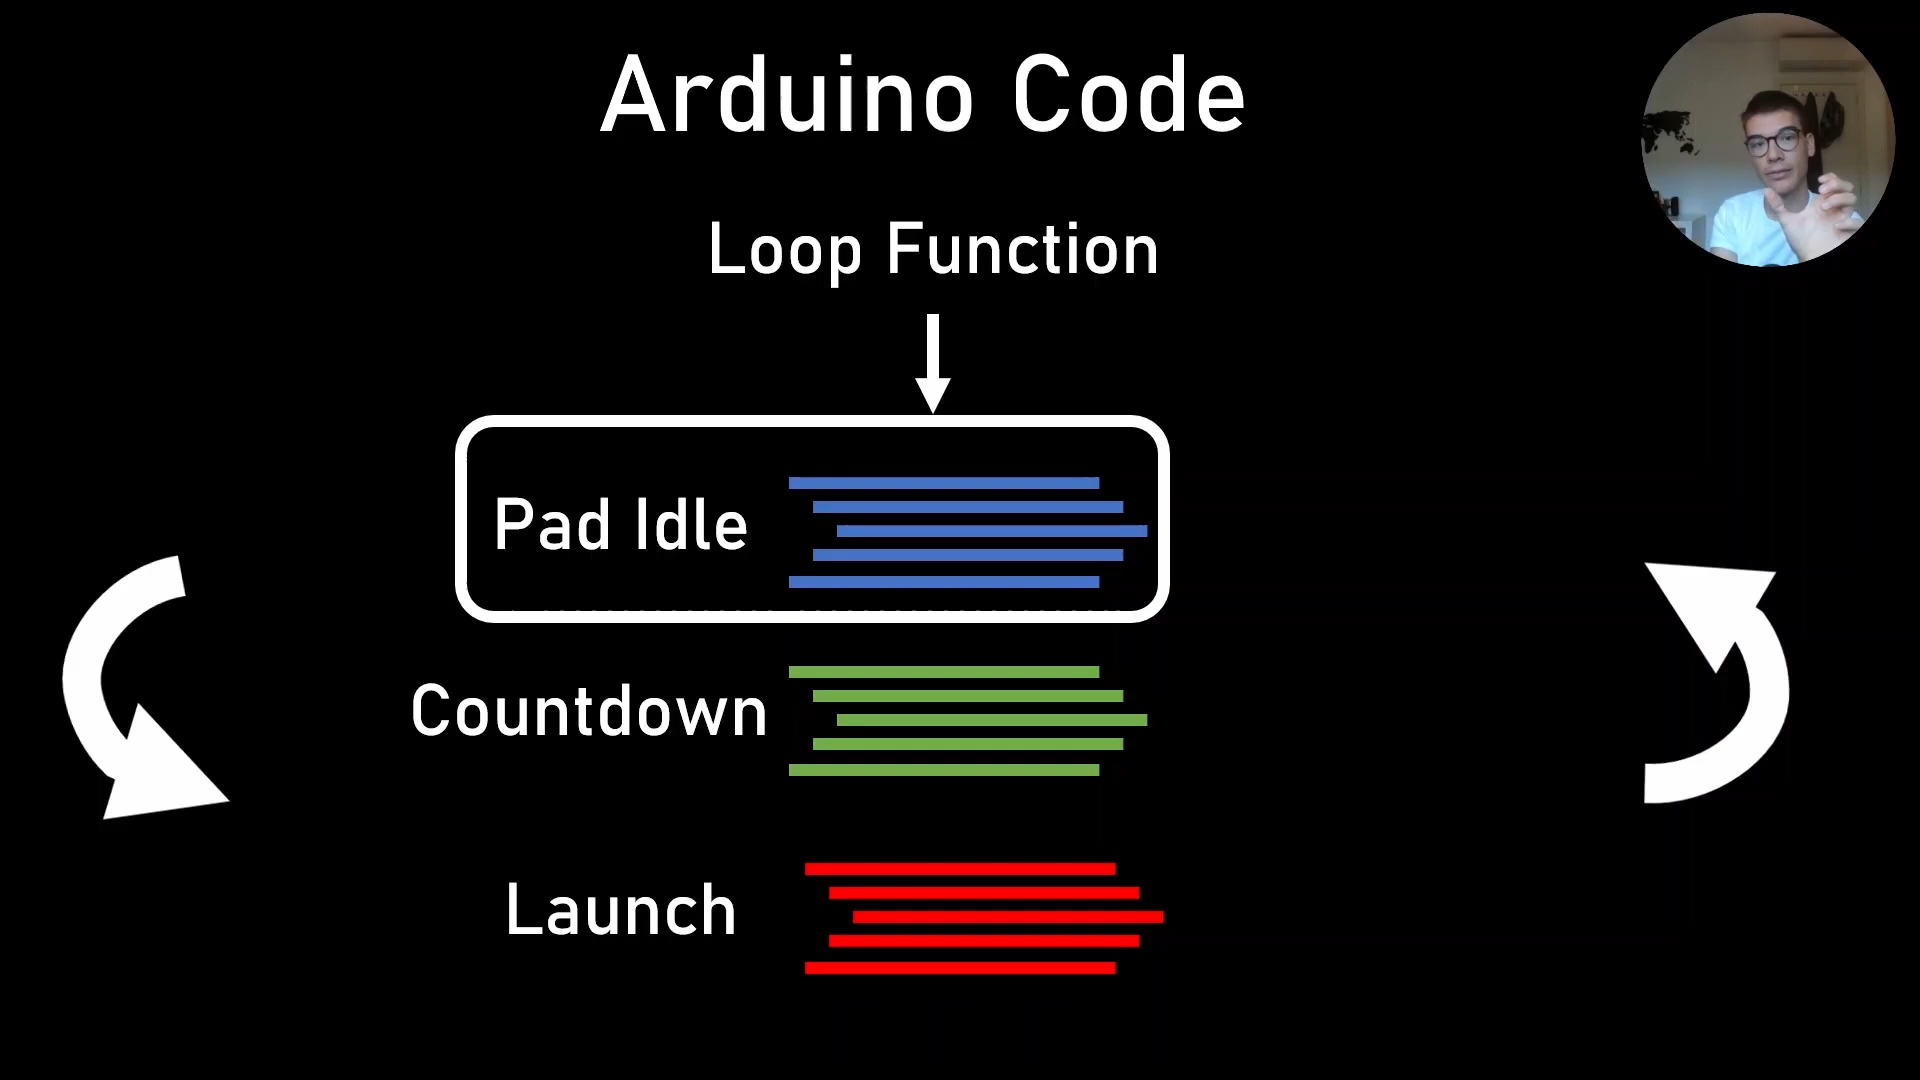 Arduino Code
Loop Function
Pad Idle
Countdown
Launch